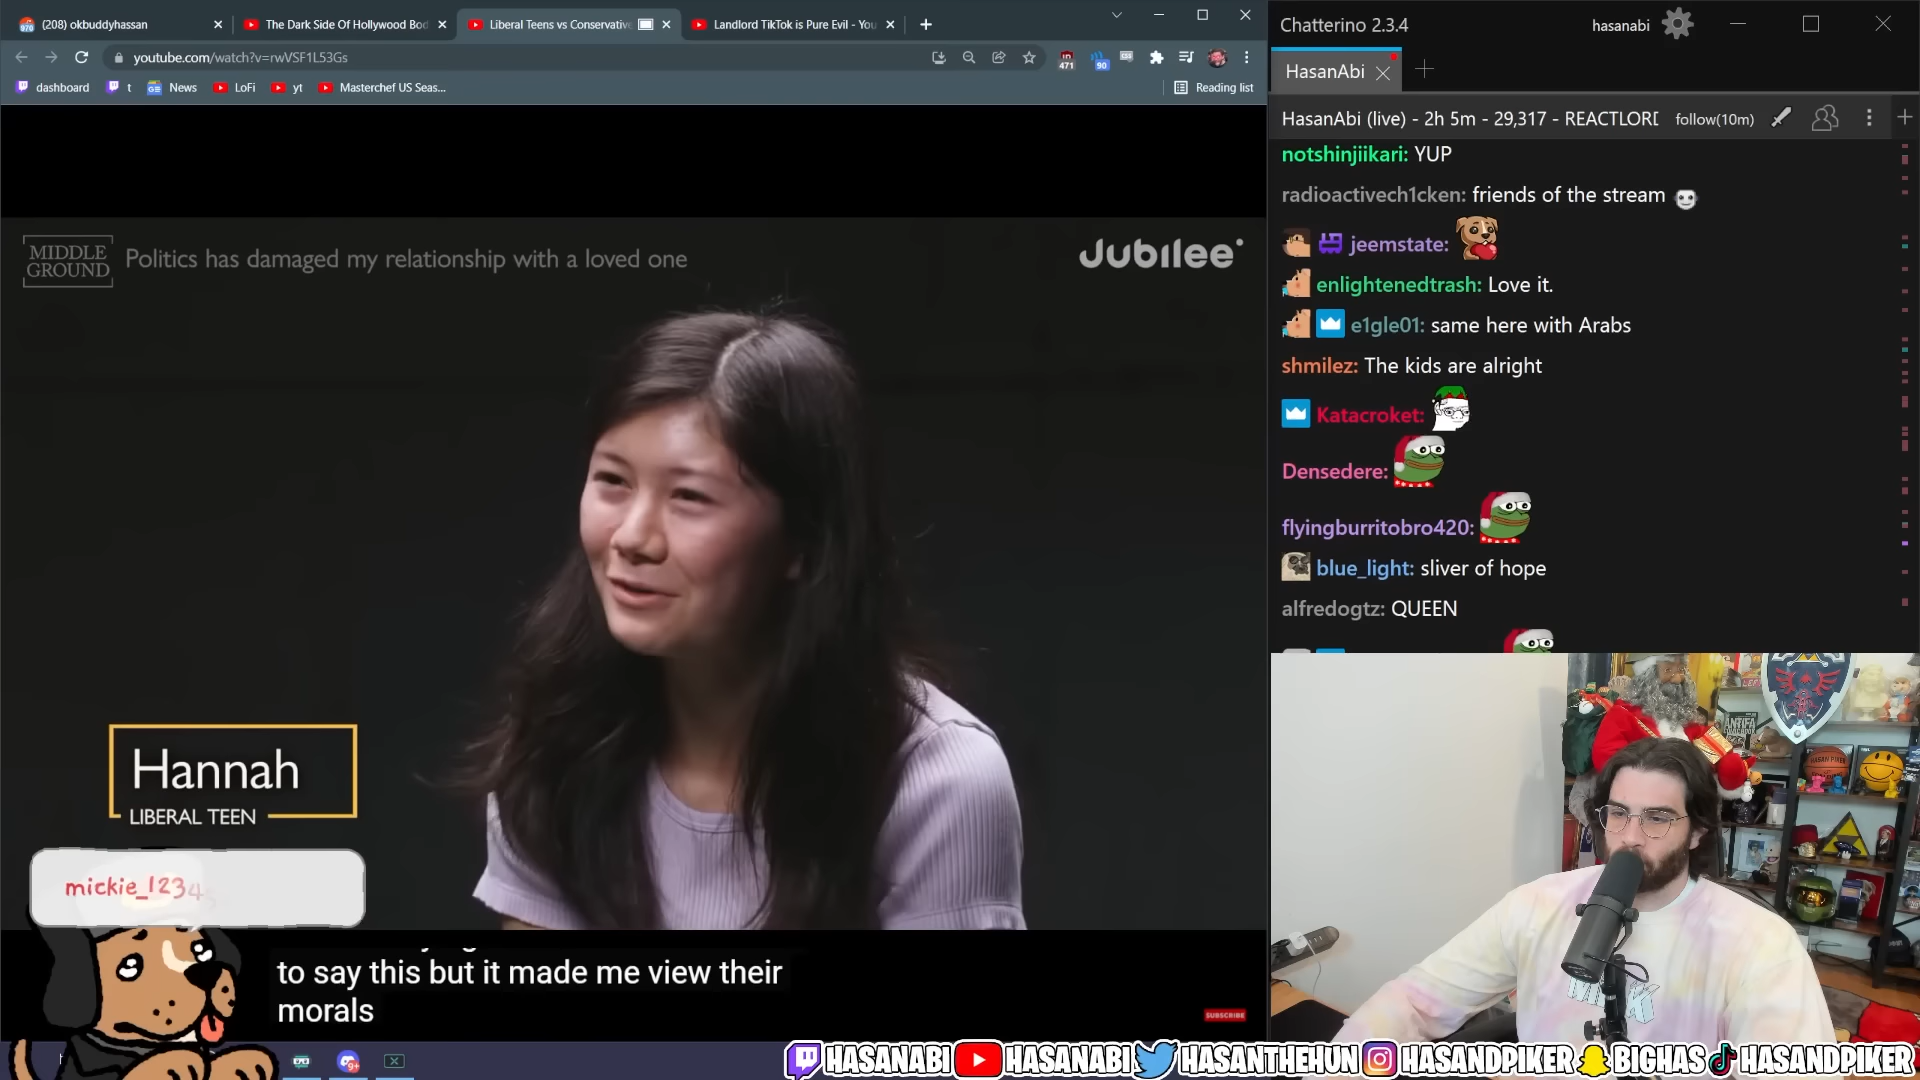 (208) okbuddyhassan
The Dark Side Of Hollywood Bod
Liberal Teens vs Conservative
Landlord TikTok is Pure Evil - You
youtube.com/watch?v=rwVSF1L53Gs
471
90
dashboard
t
News
LoFi
yt
Masterchef US Seas...
Reading list
MIDDLE
GROUND
Politics has damaged my relationship with a loved one
Jubilee
Hannah
LIBERAL TEEN
mickie_1234
to say this but it made me view their
morals
SUBSCRIBE
Chatterino 2.3.4
hasanabi
HasanAbi
HasanAbi (live) - 2h 5m - 29,317 - REACTLORD
follow(10m)
notshinjiikari: YUP
radioactivech1cken: friends of the stream
jeemstate:
enlightenedtrash: Love it.
e1gle01: same here with Arabs
shmilez: The kids are alright
Katacroket:
Densedere:
flyingburritobro420:
blue_light: sliver of hope
alfredogtz: QUEEN
HASANABI
HASANABI
HASANTHEHUN
HASANDPIKER
BIGHAS
HASANDPIKER